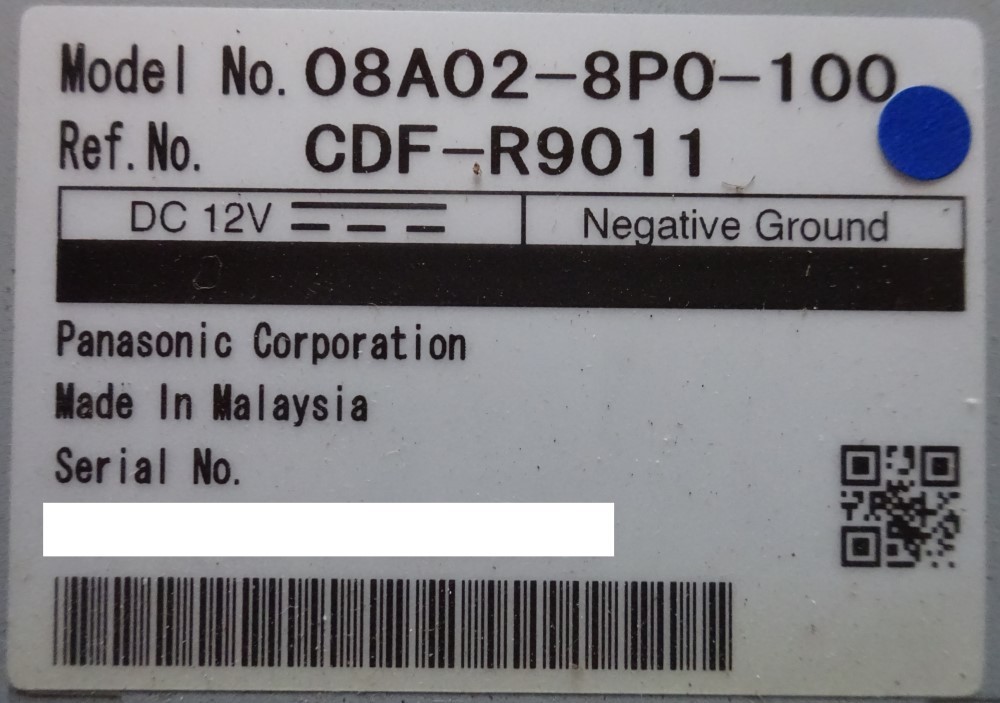 Model No. 08A02-8P0-100
Ref.No. CDF-R9011
DC 12V Negative Ground
Panasonic Corporation
Made In Malaysia
Serial No.